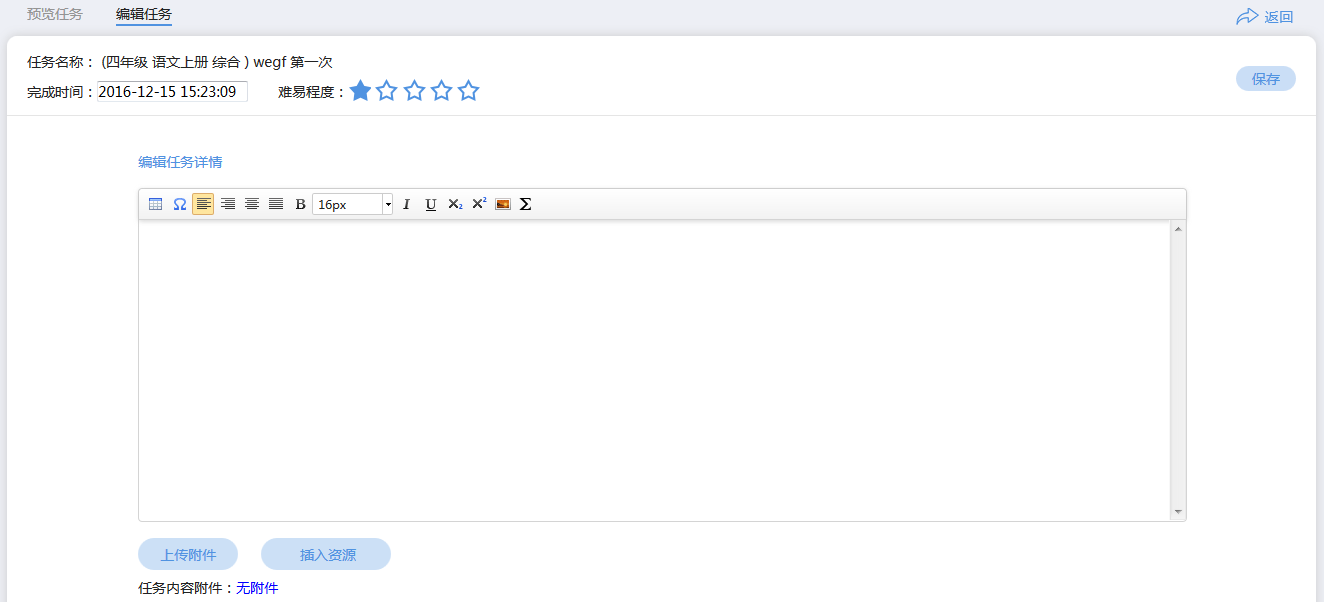 预览任务 编辑任务 返回
任务名称： (四年级 语文上册 综合 ) wegf 第一次
完成时间： 2016-12-15 15:23:09 难易程度：
保存
编辑任务详情
Ω B 16px I U X₂ X² Σ
上传附件 插入资源
任务内容附件：无附件